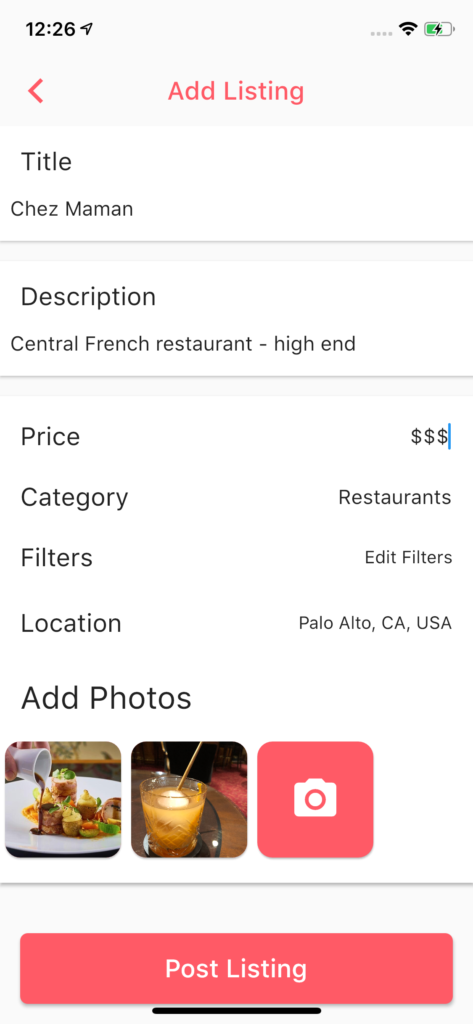 12:26
Add Listing
Title
Chez Maman
Description
Central French restaurant - high end
Price $$$
Category Restaurants
Filters Edit Filters
Location Palo Alto, CA, USA
Add Photos
Post Listing